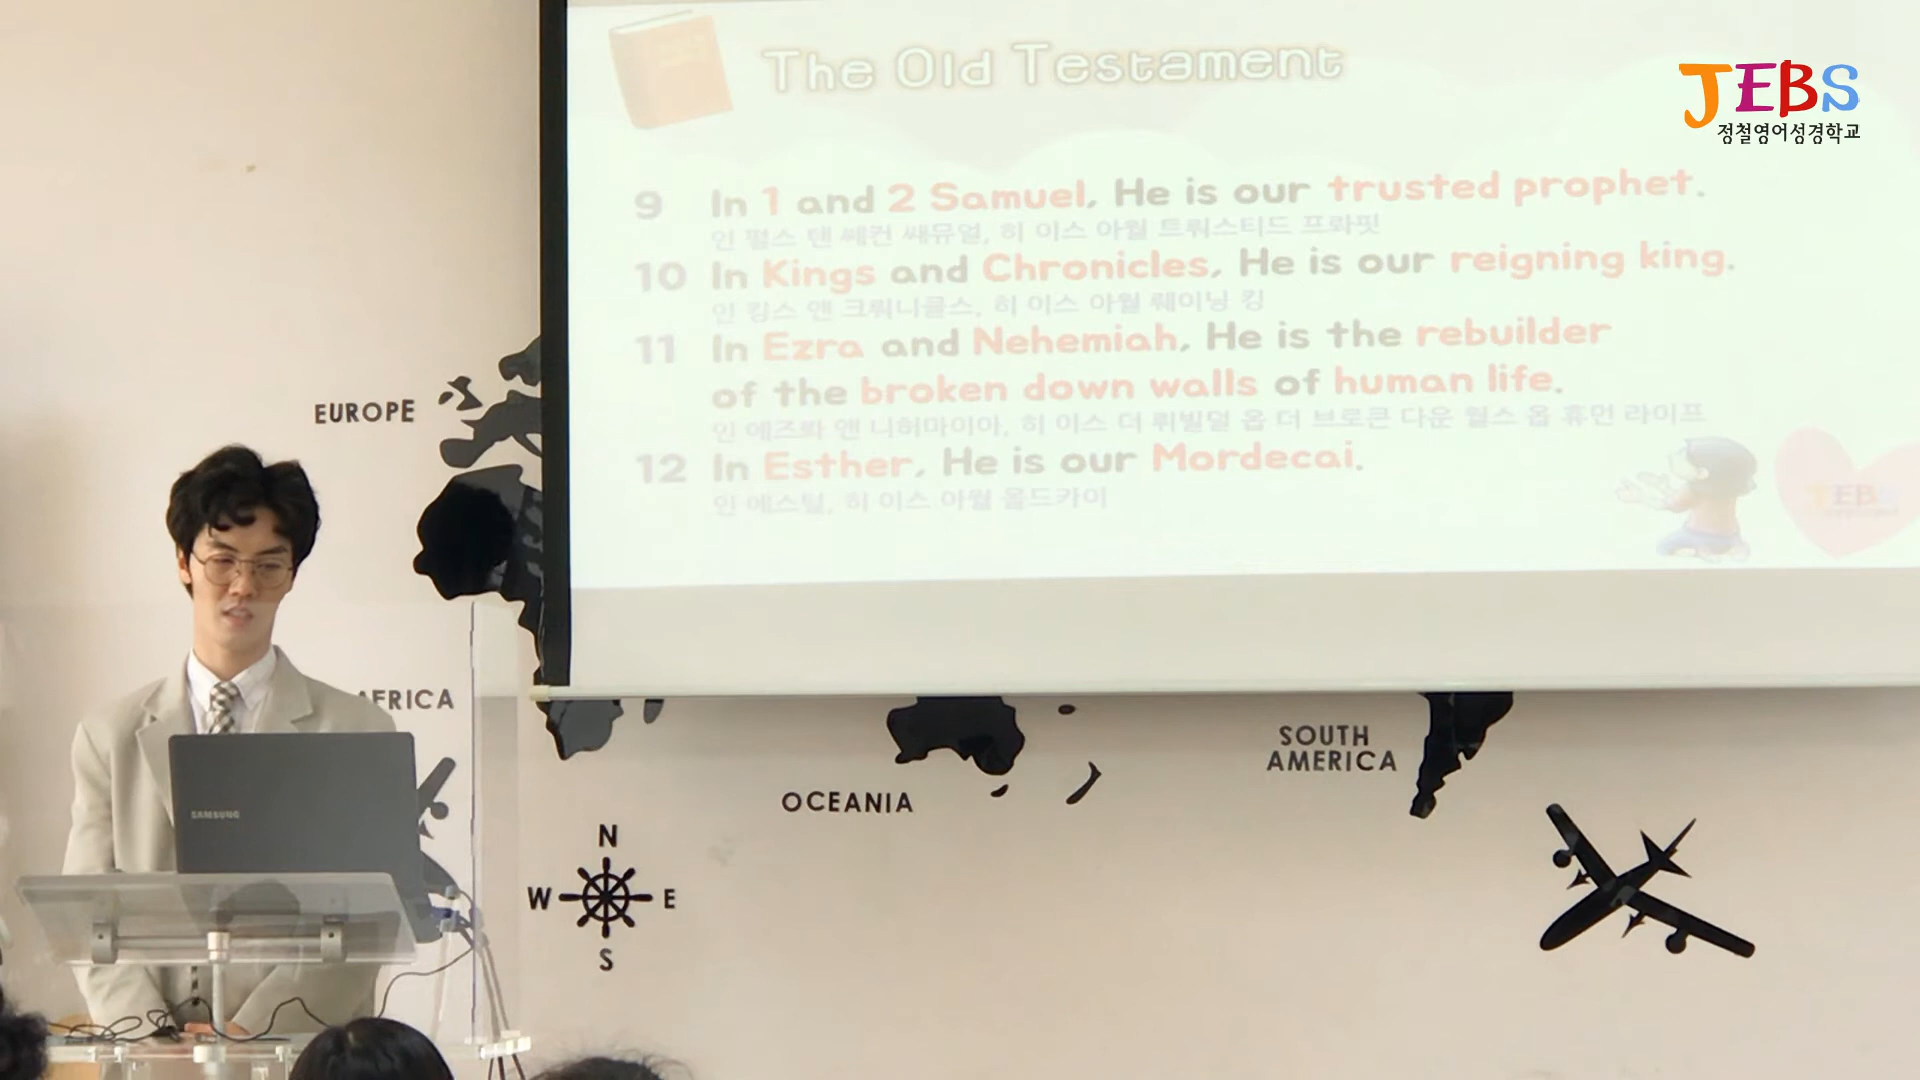 The Old Testament
JEBS
정철영어성경학교
9 In 1 and 2 Samuel, He is our trusted prophet.
인 펄스 탠 쎄컨 쌔뮤얼, 히 이스 아월 트뤄스티드 프롸핏
10 In Kings and Chronicles, He is our reigning king.
인 킹스 앤 크뤄니클스, 히 이스 아월 뤠이닝 킹
11 In Ezra and Nehemiah, He is the rebuilder
of the broken down walls of human life.
인 에즈롸 앤 니허마이아, 히 이스 더 뤼빌덜 옵 더 브로큰 다운 월스 옵 휴먼 라이프
12 In Esther, He is our Mordecai.
인 에스털, 히 이스 아월 몰드카이
EUROPE
AFRICA
SAMSUNG
OCEANIA
SOUTH
AMERICA
N
W E
S